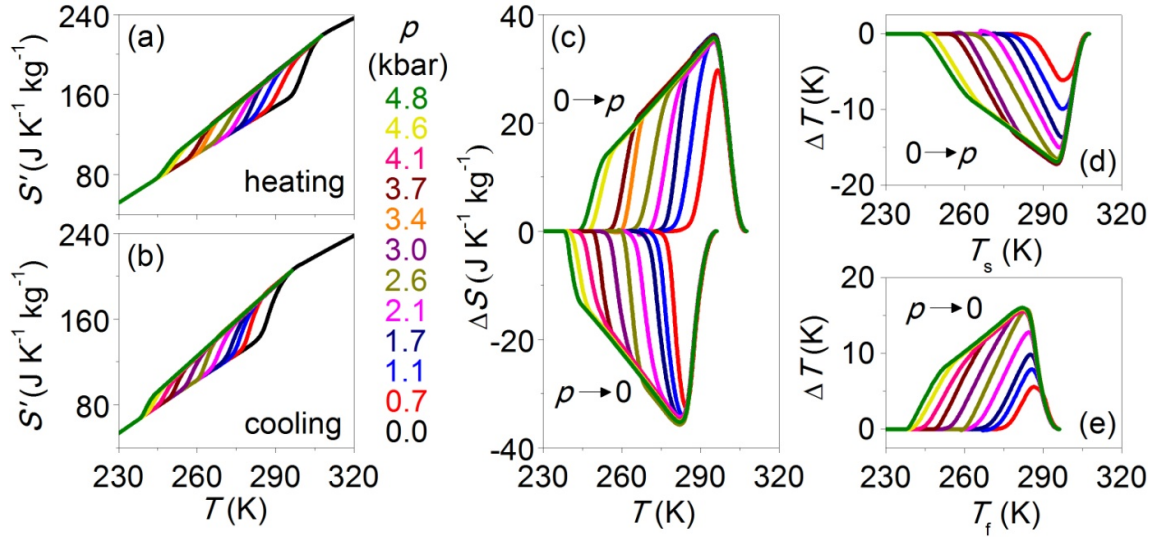 240
(a)
160
80
S′ (J K⁻¹ kg⁻¹)
heating
240
(b)
160
80
S′ (J K⁻¹ kg⁻¹)
cooling
230 260 290 320
T (K)
p
(kbar)
4.8
4.6
4.1
3.7
3.4
3.0
2.6
2.1
1.7
1.1
0.7
0.0
40
(c)
20
0
-20
-40
ΔS (J K⁻¹ kg⁻¹)
0→p
p→0
230 260 290 320
T (K)
0
-10
-20
ΔT (K)
0→p
(d)
230 260 290 320
Tₛ (K)
20
10
0
ΔT (K)
p→0
(e)
230 260 290 320
T_f (K)